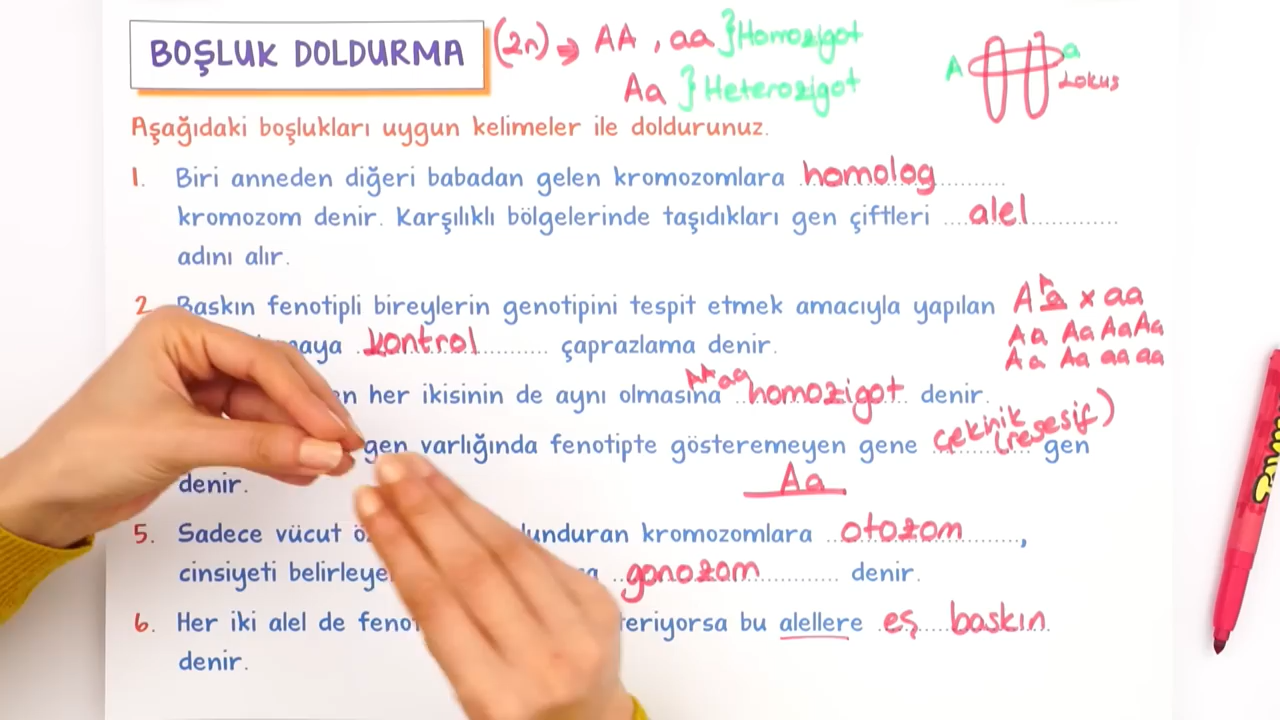 BOŞLUK DOLDURMA (2n) → AA , aa } Homozigot
Aa } Heterozigot
A a
Lokus
Aşağıdaki boşlukları uygun kelimeler ile doldurunuz.
1. Biri anneden diğeri babadan gelen kromozomlara homolog
kromozom denir. Karşılıklı bölgelerinde taşıdıkları gen çiftleri alel
adını alır.
2. Baskın fenotipli bireylerin genotipini tespit etmek amacıyla yapılan
A a x aa
A
Aa Aa Aa Aa
Aa Aa aa aa
kontrol çaprazlama denir.
her ikisinin de aynı olmasına homozigot denir.
AA aa
gen varlığında fenotipte gösteremeyen gene çekinik (resesif) gen
denir.
Aa
5. Sadece vücut kromozomlara otozom,
cinsiyeti gonozom denir.
6. Her iki alel de bu alellere eş baskın
denir.